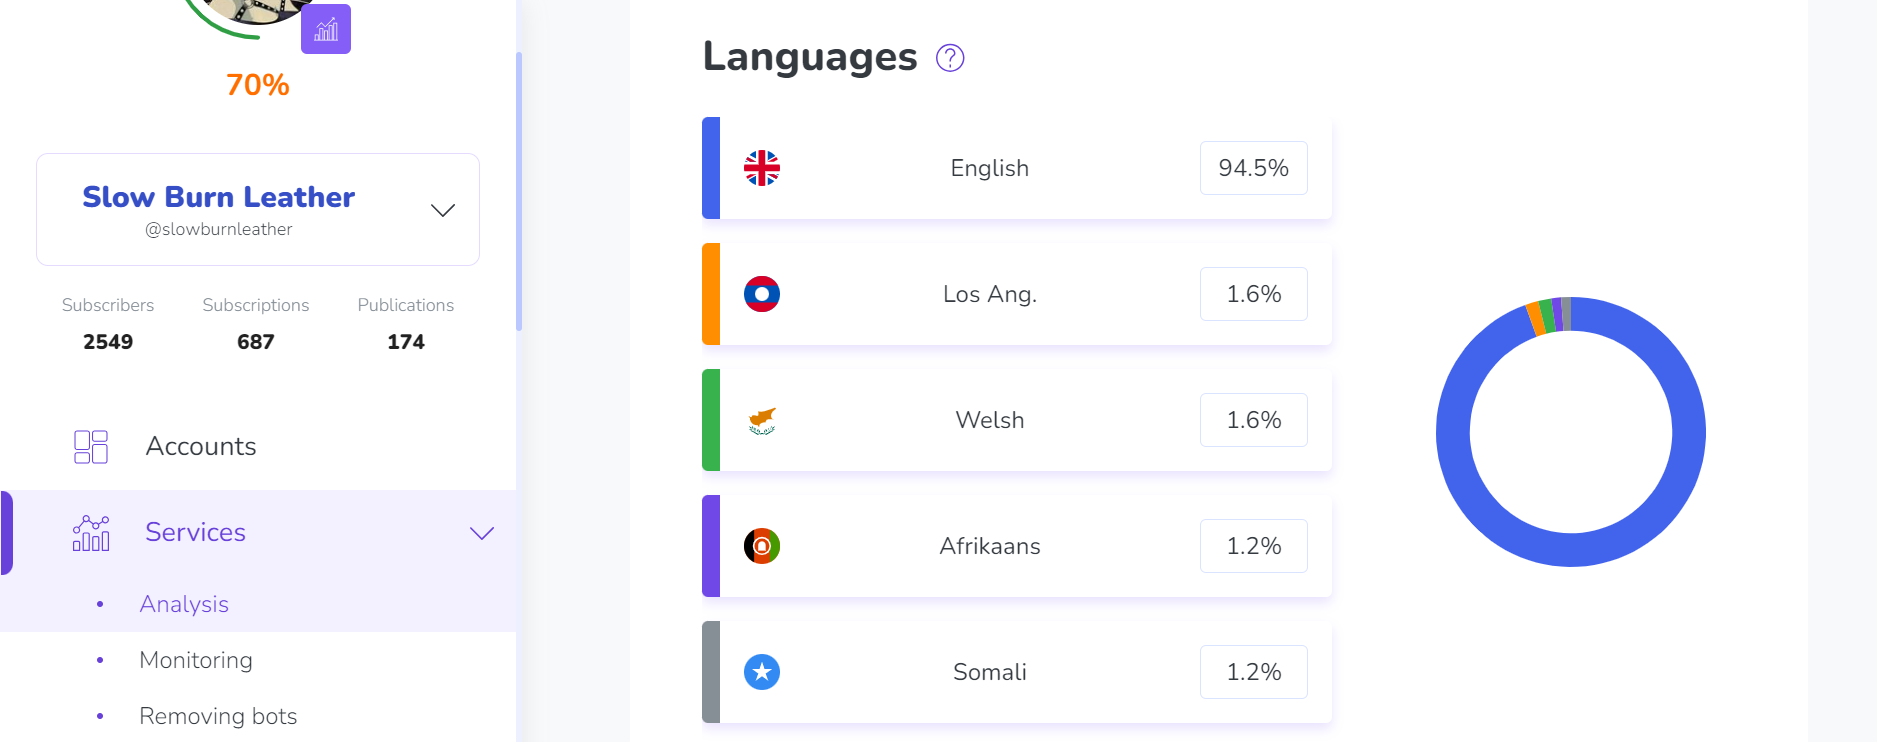 70%
Slow Burn Leather
@slowburnleather
Subscribers Subscriptions Publications
2549 687 174
Accounts
Services
Analysis
Monitoring
Removing bots
Languages ?
English 94.5%
Los Ang. 1.6%
Welsh 1.6%
Afrikaans 1.2%
Somali 1.2%